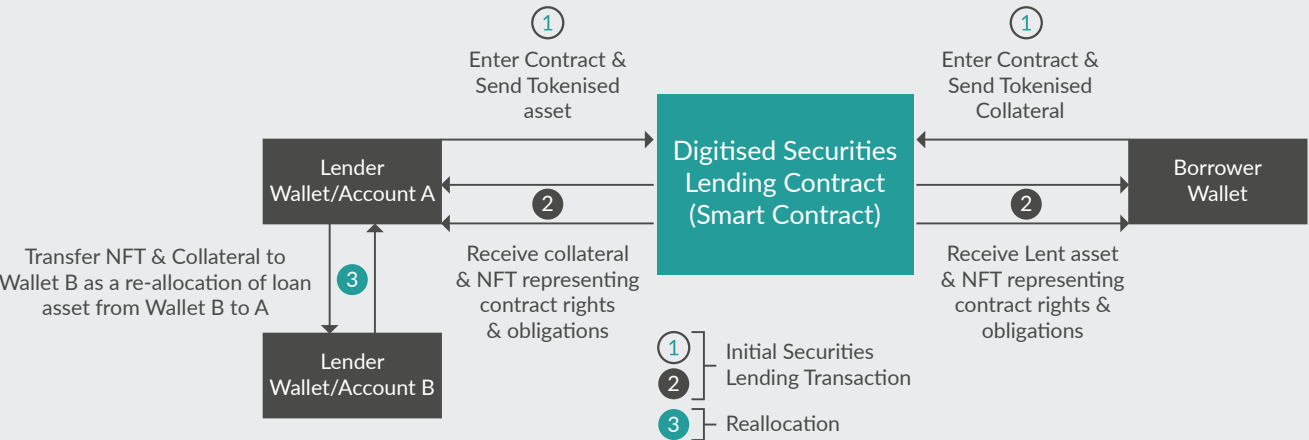 1
Enter Contract &
Send Tokenised
asset
1
Enter Contract &
Send Tokenised
Collateral
Digitised Securities
Lending Contract
(Smart Contract)
Lender
Wallet/Account A
Borrower
Wallet
2
2
Receive collateral
& NFT representing
contract rights
& obligations
Receive Lent asset
& NFT representing
contract rights &
obligations
Transfer NFT & Collateral to
Wallet B as a re-allocation of loan
asset from Wallet B to A
3
Lender
Wallet/Account B
1
2
Initial Securities
Lending Transaction
3
Reallocation